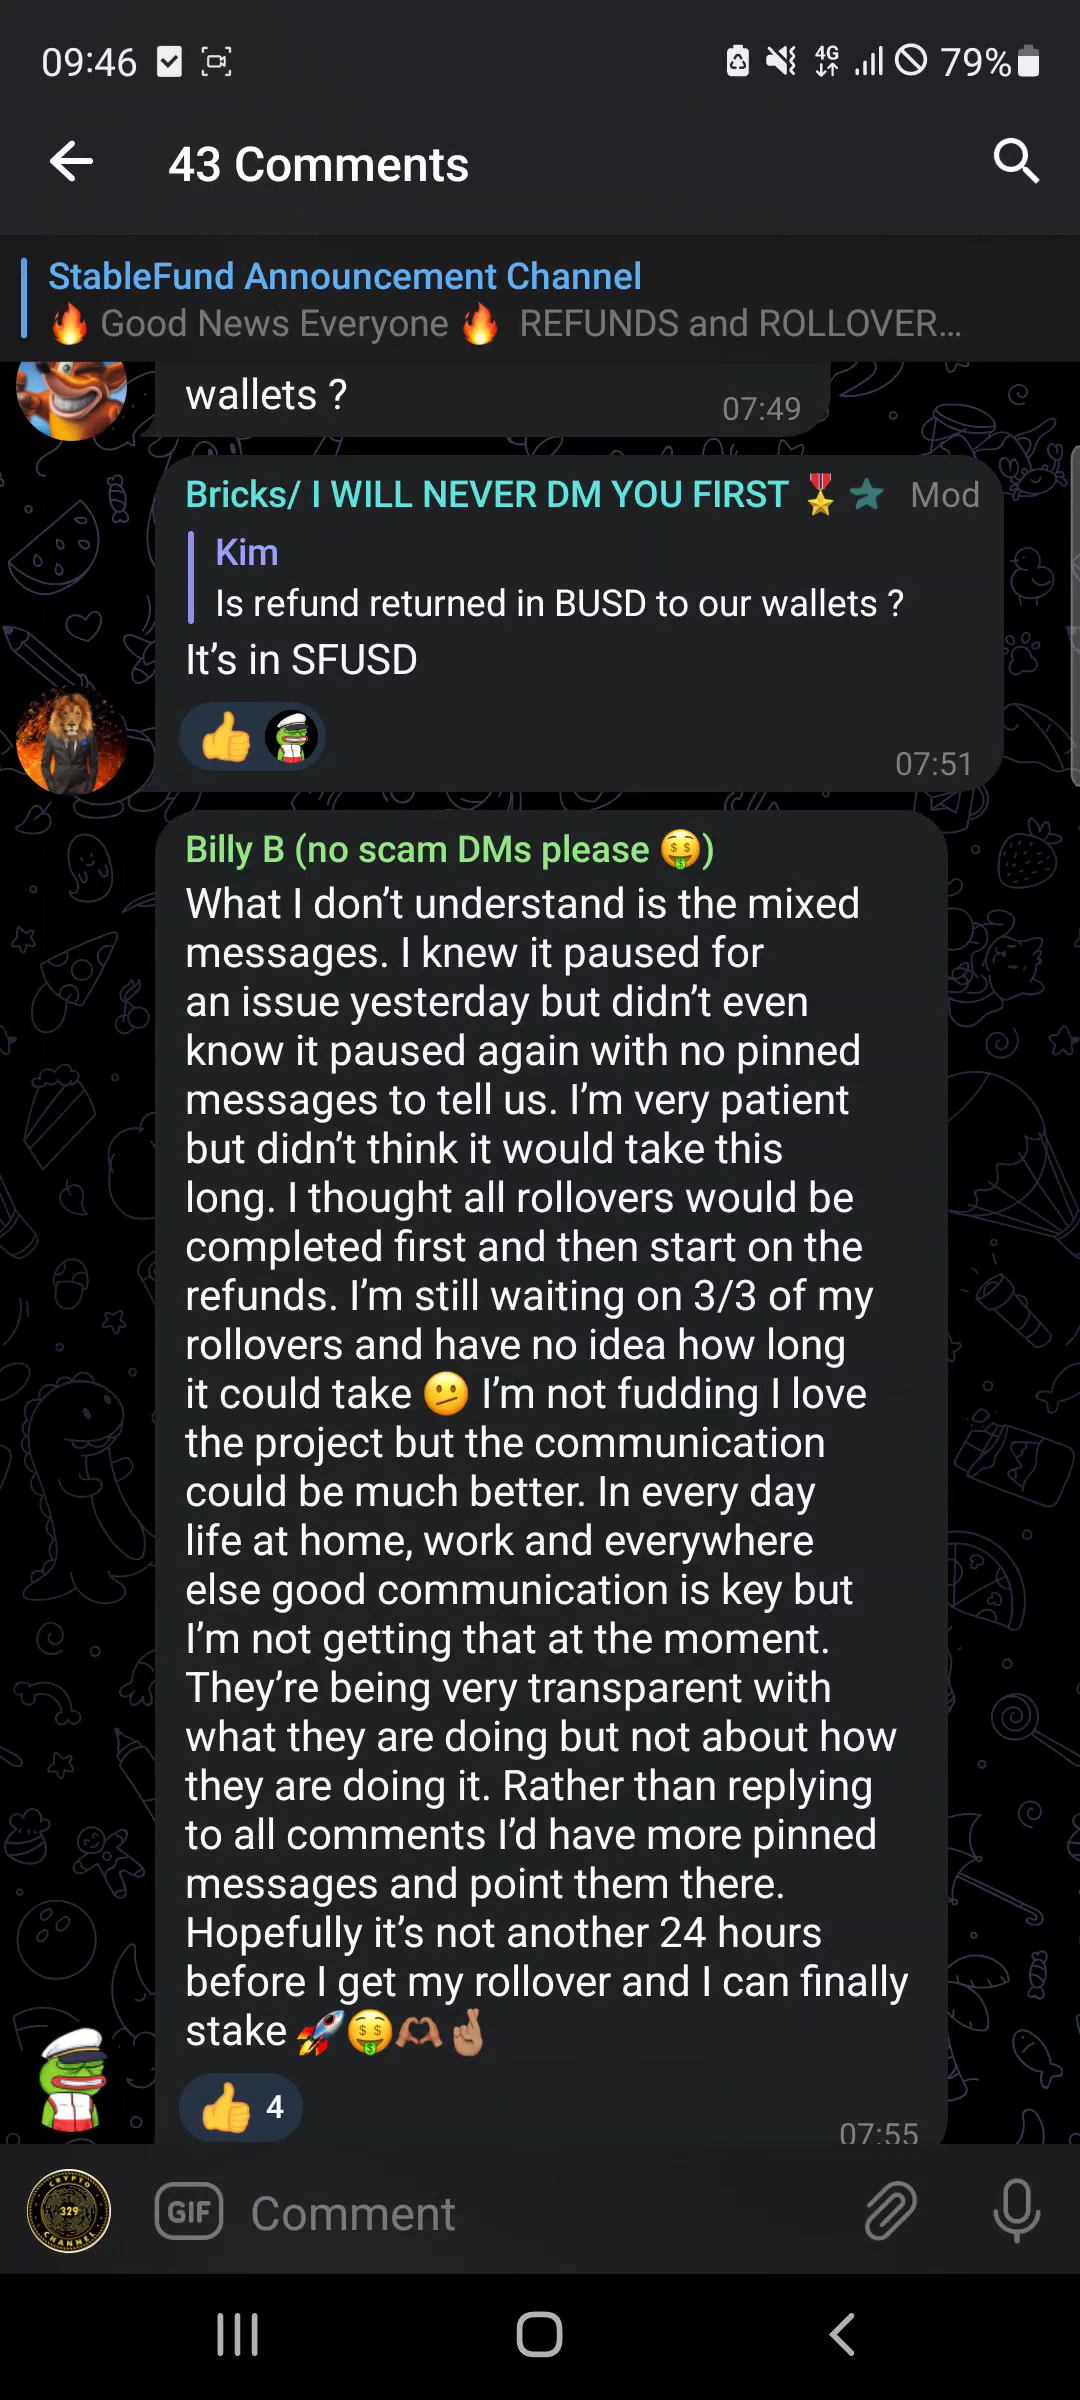 09:46 4G 79%
43 Comments
StableFund Announcement Channel
🔥 Good News Everyone 🔥 REFUNDS and ROLLOVER...
wallets ?
07:49
Bricks/ I WILL NEVER DM YOU FIRST 🎖️ Mod
Kim
Is refund returned in BUSD to our wallets ?
It's in SFUSD
07:51
Billy B (no scam DMs please 🤑)
What I don't understand is the mixed
messages. I knew it paused for
an issue yesterday but didn't even
know it paused again with no pinned
messages to tell us. I'm very patient
but didn't think it would take this
long. I thought all rollovers would be
completed first and then start on the
refunds. I'm still waiting on 3/3 of my
rollovers and have no idea how long
it could take 🫤 I'm not fudding I love
the project but the communication
could be much better. In every day
life at home, work and everywhere
else good communication is key but
I'm not getting that at the moment.
They're being very transparent with
what they are doing but not about how
they are doing it. Rather than replying
to all comments I'd have more pinned
messages and point them there.
Hopefully it's not another 24 hours
before I get my rollover and I can finally
stake 🚀🤑🫶🏽🤞🏽
👍 4
07:55
CRYPTO
329
CHANNEL
GIF Comment